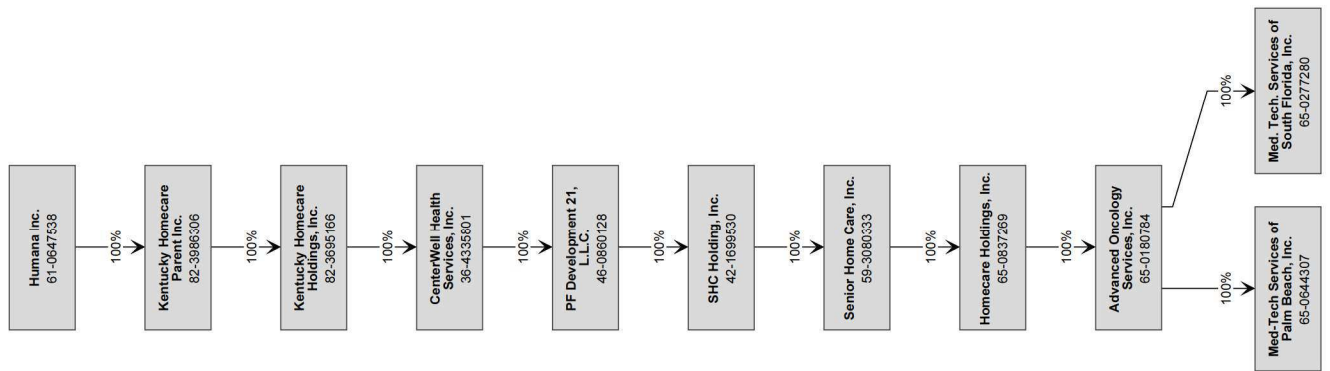 Humana Inc.
61-0647538
100%
Kentucky Homecare
Parent Inc.
82-3986306
100%
Kentucky Homecare
Holdings, Inc.
82-3695166
100%
CenterWell Health
Services, Inc.
36-4335801
100%
PF Development 21,
L.L.C.
46-0860128
100%
SHC Holding, Inc.
42-1699530
100%
Senior Home Care, Inc.
59-3080333
100%
Homecare Holdings, Inc.
65-0837269
100%
Advanced Oncology
Services, Inc.
65-0180784
100%
Med-Tech Services of
Palm Beach, Inc.
65-0644307
100%
Med. Tech. Services of
South Florida, Inc.
65-0277280